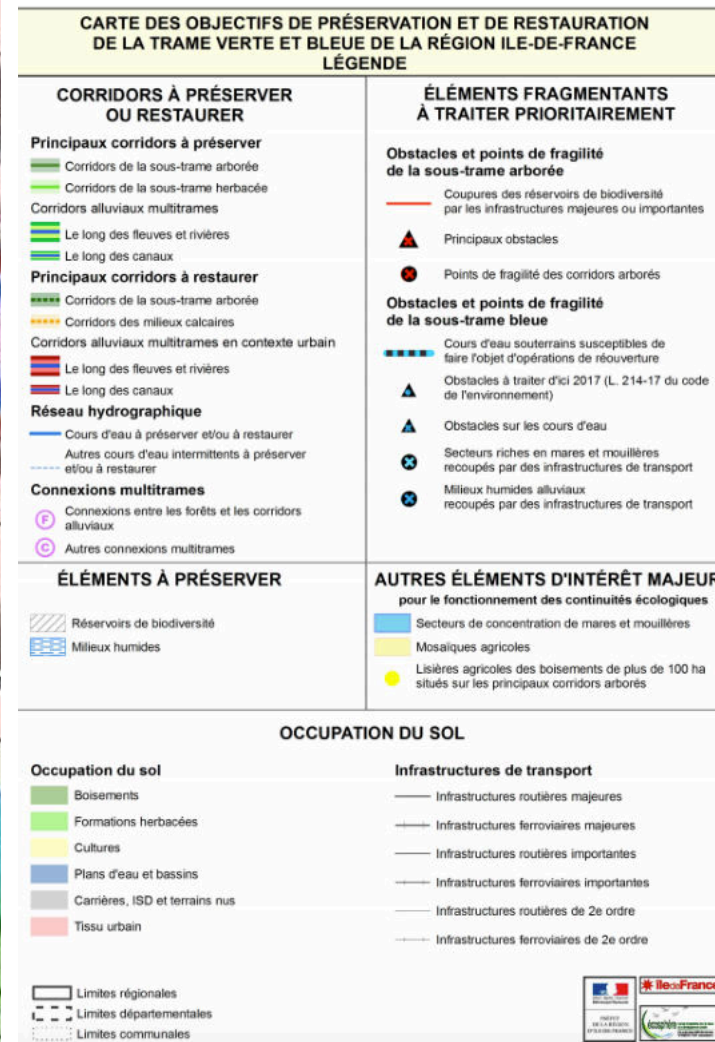 CARTE DES OBJECTIFS DE PRÉSERVATION ET DE RESTAURATION
DE LA TRAME VERTE ET BLEUE DE LA RÉGION ILE-DE-FRANCE
LÉGENDE
CORRIDORS À PRÉSERVER
OU RESTAURER
Principaux corridors à préserver
Corridors de la sous-trame arborée
Corridors de la sous-trame herbacée
Corridors alluviaux multitrames
Le long des fleuves et rivières
Le long des canaux
Principaux corridors à restaurer
Corridors de la sous-trame arborée
Corridors des milieux calcaires
Corridors alluviaux multitrames en contexte urbain
Le long des fleuves et rivières
Le long des canaux
Réseau hydrographique
Cours d'eau à préserver et/ou à restaurer
Autres cours d'eau intermittents à préserver
et/ou à restaurer
Connexions multitrames
F
Connexions entre les forêts et les corridors
alluviaux
C
Autres connexions multitrames
ÉLÉMENTS FRAGMENTANTS
À TRAITER PRIORITAIREMENT
Obstacles et points de fragilité
de la sous-trame arborée
Coupures des réservoirs de biodiversité
par les infrastructures majeures ou importantes
Principaux obstacles
Points de fragilité des corridors arborés
Obstacles et points de fragilité
de la sous-trame bleue
Cours d'eau souterrains susceptibles de
faire l'objet d'opérations de réouverture
Obstacles à traiter d'ici 2017 (L. 214-17 du code
de l'environnement)
Obstacles sur les cours d'eau
Secteurs riches en mares et mouillères
recoupés par des infrastructures de transport
Milieux humides alluviaux
recoupés par des infrastructures de transport
ÉLÉMENTS À PRÉSERVER
Réservoirs de biodiversité
Milieux humides
AUTRES ÉLÉMENTS D'INTÉRÊT MAJEUR
pour le fonctionnement des continuités écologiques
Secteurs de concentration de mares et mouillères
Mosaïques agricoles
Lisières agricoles des boisements de plus de 100 ha
situés sur les principaux corridors arborés
OCCUPATION DU SOL
Occupation du sol
Boisements
Formations herbacées
Cultures
Plans d'eau et bassins
Carrières, ISD et terrains nus
Tissu urbain
Infrastructures de transport
Infrastructures routières majeures
Infrastructures ferroviaires majeures
Infrastructures routières importantes
Infrastructures ferroviaires importantes
Infrastructures routières de 2e ordre
Infrastructures ferroviaires de 2e ordre
Limites régionales
Limites départementales
Limites communales
îledeFrance
PRÉFET
DE LA RÉGION
D'ILE-DE-FRANCE